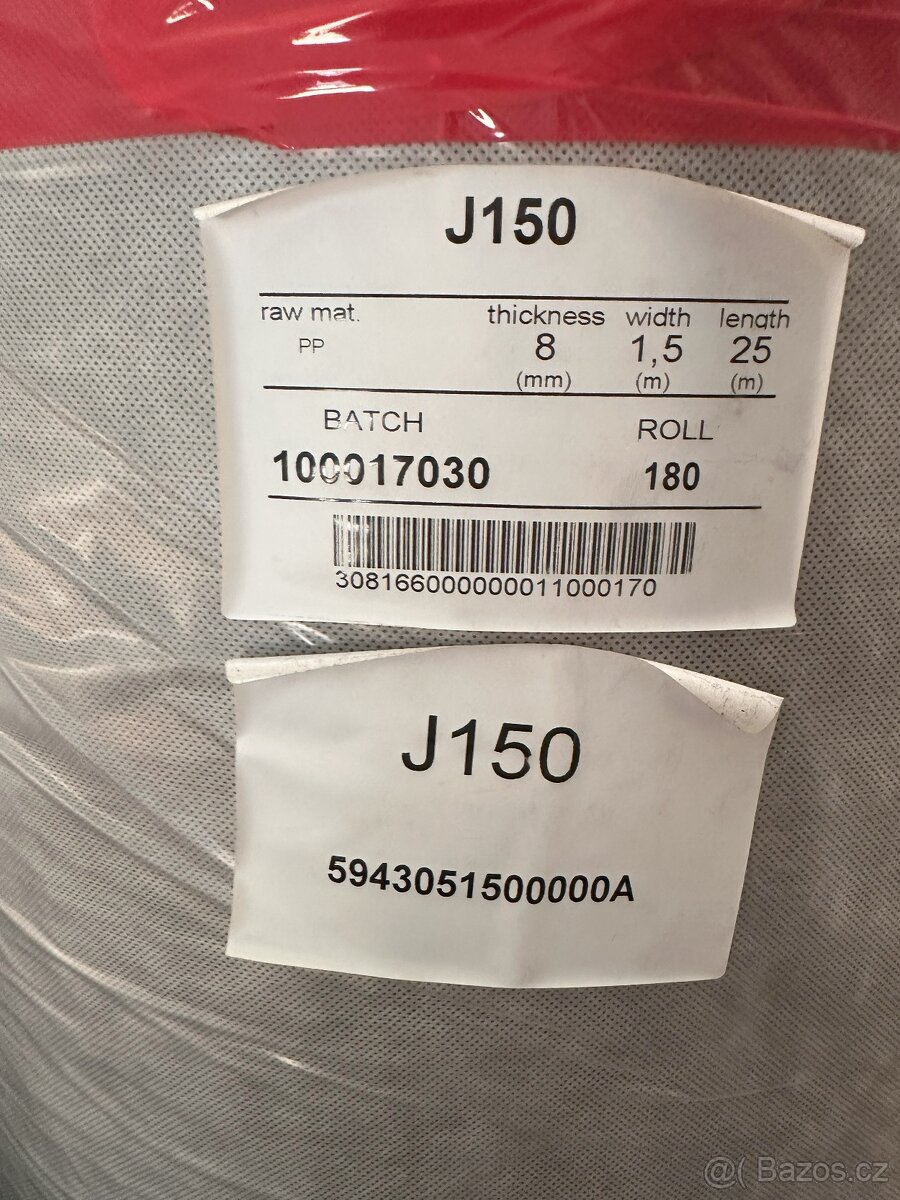 J150
raw mat. thickness width length
PP 8 1,5 25
(mm) (m) (m)
BATCH ROLL
100017030 180
308166000000011000170
J150
5943051500000A
@( Bazos.cz